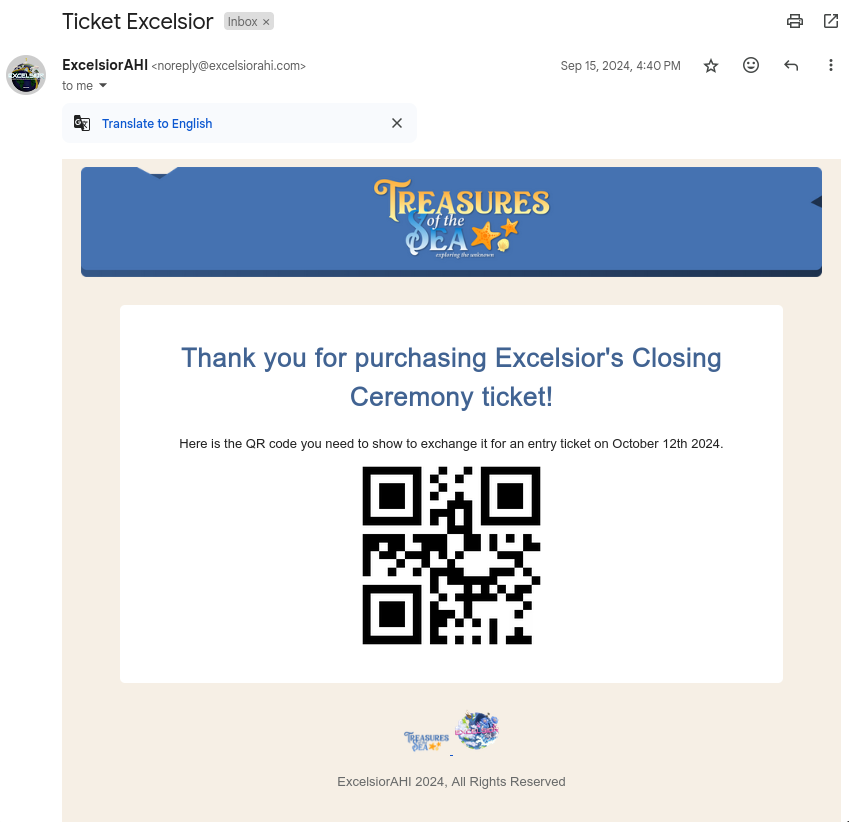 Ticket Excelsior
Inbox ×
ExcelsiorAHI <noreply@excelsiorahi.com>
Sep 15, 2024, 4:40 PM
to me
Translate to English
TREASURES
of the
SEA
exploring the unknown
Thank you for purchasing Excelsior's Closing
Ceremony ticket!
Here is the QR code you need to show to exchange it for an entry ticket on October 12th 2024.
TREASURES
SEA
ExcelsiorAHI 2024, All Rights Reserved